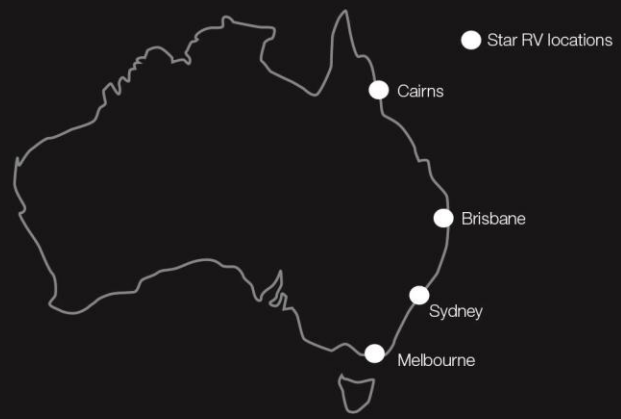 Star RV locations
Cairns
Brisbane
Sydney
Melbourne